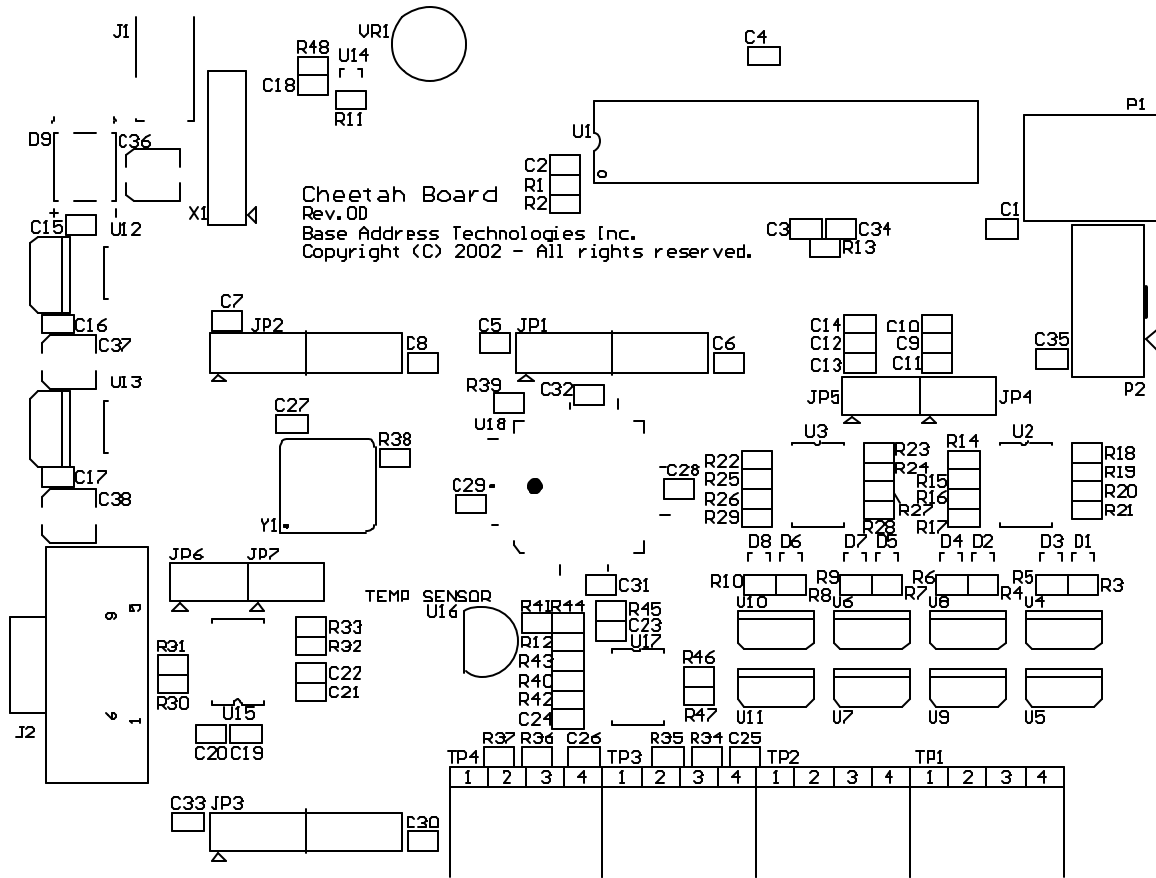 J1
VR1
R48
U14
C4
C18
R11
P1
D9
C36
U1
C2
R1
R2
Cheetah Board
Rev.0D
Base Address Technologies Inc.
Copyright (C) 2002 - All rights reserved.
X1
+
C15
U12
C3
C34
R13
C1
C16
C37
C7
JP2
C8
C5
JP1
C6
C14
C12
C13
C10
C9
C11
C35
U13
R39
C32
JP5
JP4
P2
C27
U18
R38
U3
R23
R14
U2
R18
C17
C38
C29
C28
R22
R25
R26
R29
R24
R27
R28
R15
R16
R17
R19
R20
R21
Y1
JP6
JP7
D8
D6
D7
D5
D4
D2
D3
D1
C31
R10
R8
R9
R7
R6
R4
R5
R3
TEMP SENSOR
U16
R41
R44
R45
C23
U10
U6
U8
U4
9
5
R33
R32
R12
U17
R31
R43
R40
R42
C24
R46
C22
C21
R30
6
1
U15
R47
U11
U7
U9
U5
J2
C20
C19
R37
R36
C26
R35
R34
C25
TP4
TP3
TP2
TP1
1 2 3 4 1 2 3 4 1 2 3 4 1 2 3 4
C33
JP3
C30